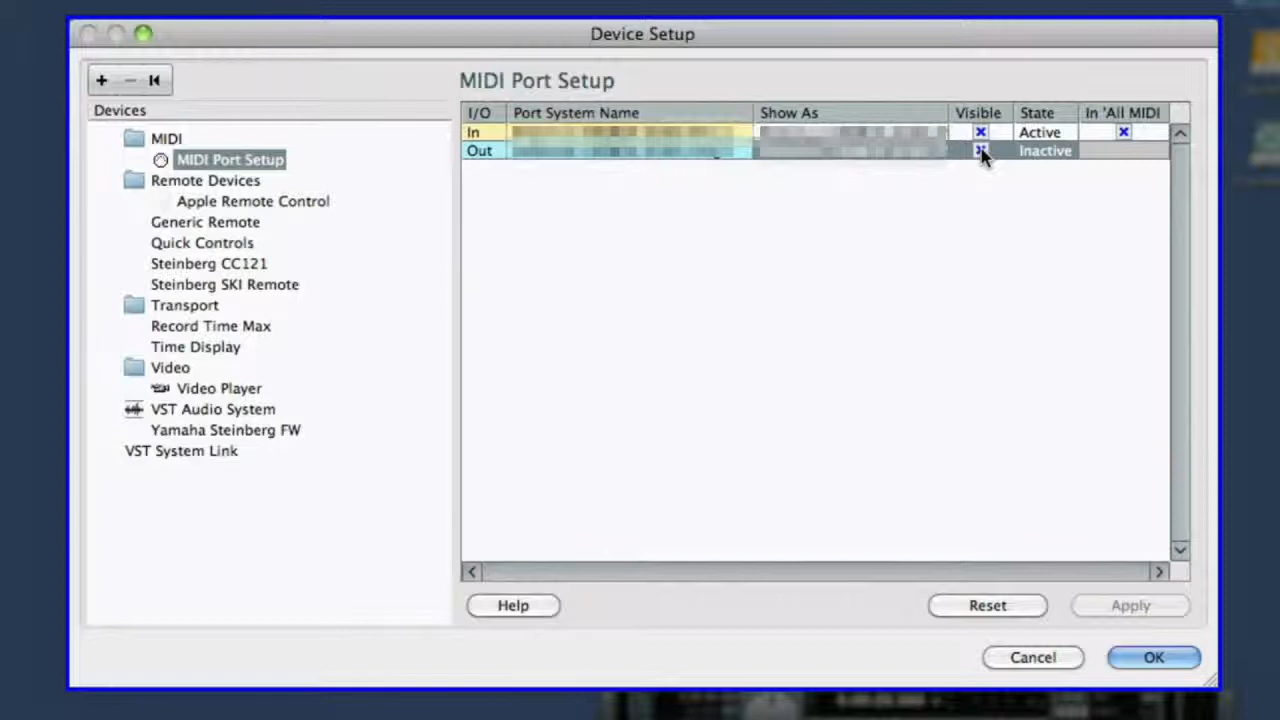 Device Setup
Devices
MIDI
MIDI Port Setup
Remote Devices
Apple Remote Control
Generic Remote
Quick Controls
Steinberg CC121
Steinberg SKI Remote
Transport
Record Time Max
Time Display
Video
Video Player
VST Audio System
Yamaha Steinberg FW
VST System Link
MIDI Port Setup
I/O Port System Name Show As Visible State In 'All MIDI
In Active
Out Inactive
Help Reset Apply
Cancel OK